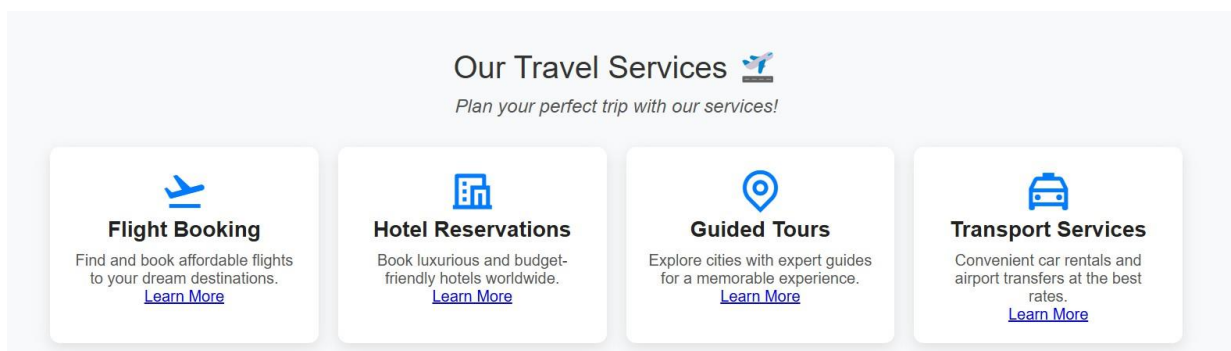 Our Travel Services
Plan your perfect trip with our services!
Flight Booking
Find and book affordable flights
to your dream destinations.
Learn More
Hotel Reservations
Book luxurious and budget-
friendly hotels worldwide.
Learn More
Guided Tours
Explore cities with expert guides
for a memorable experience.
Learn More
Transport Services
Convenient car rentals and
airport transfers at the best
rates.
Learn More